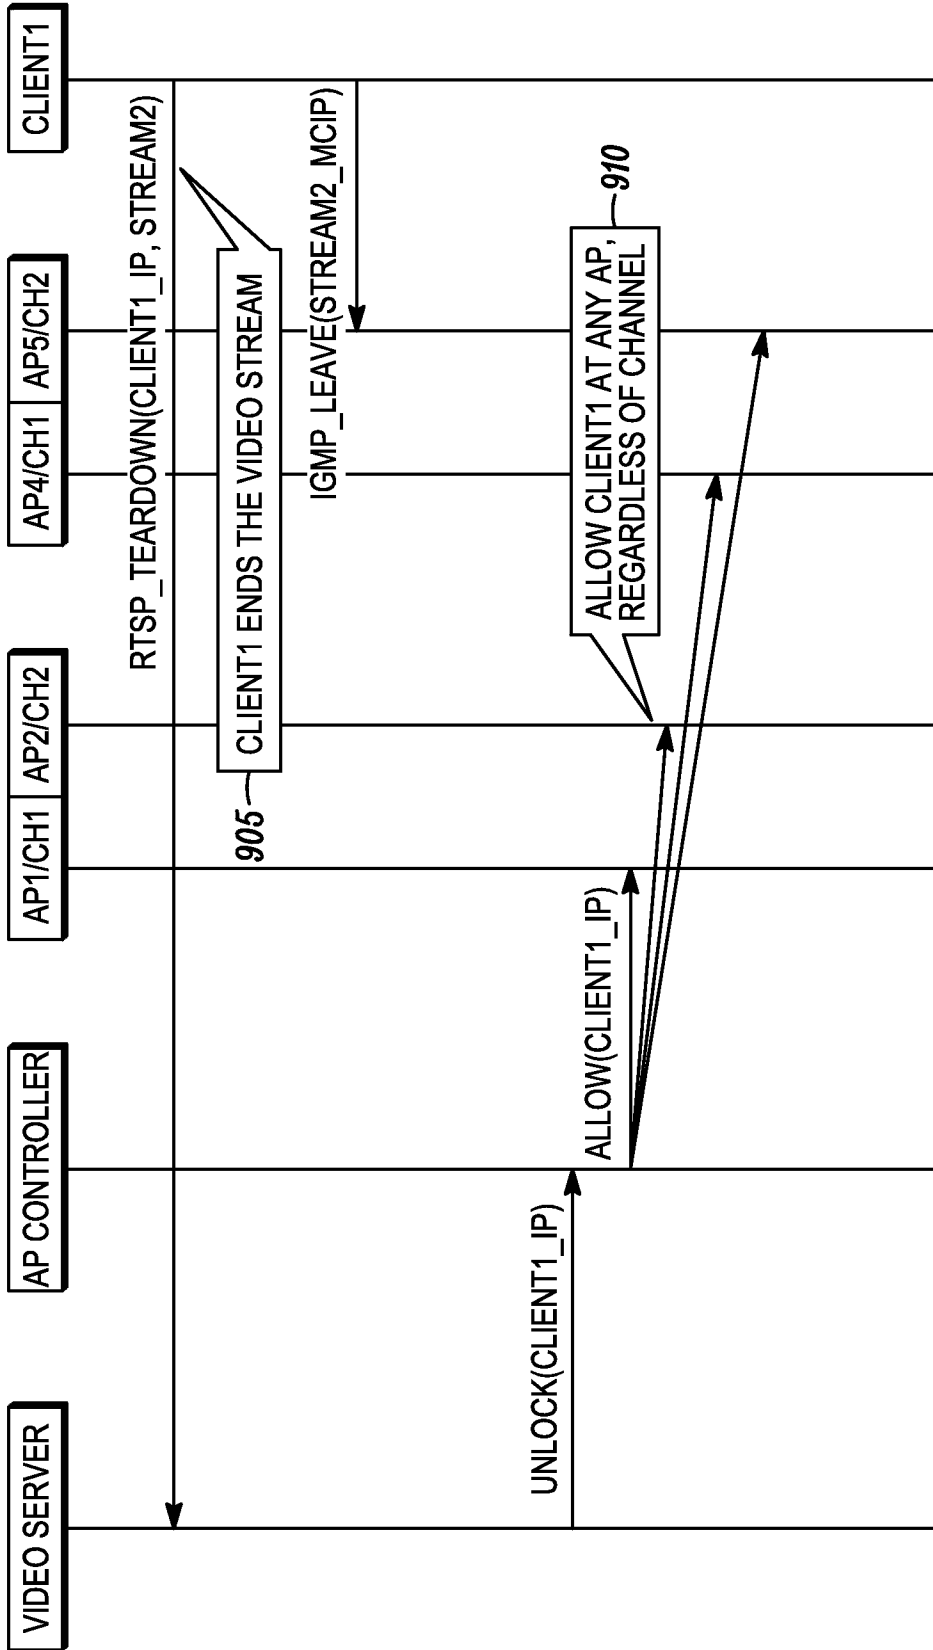 VIDEO SERVER
AP CONTROLLER
AP1/CH1
AP2/CH2
AP4/CH1
AP5/CH2
CLIENT1
RTSP_TEARDOWN(CLIENT1_IP, STREAM2)
905
CLIENT1 ENDS THE VIDEO STREAM
IGMP_LEAVE(STREAM2_MCIP)
UNLOCK(CLIENT1_IP)
ALLOW(CLIENT1_IP)
ALLOW CLIENT1 AT ANY AP,
REGARDLESS OF CHANNEL
910